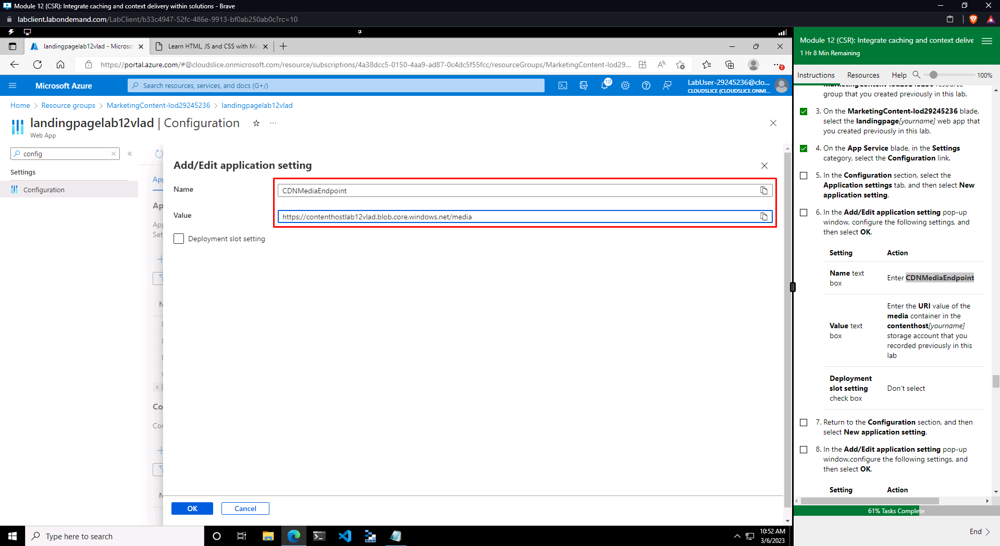 Module 12 (CSR): Integrate caching and context delivery within solutions - Brave
labclient.labondemand.com/LabClient/b33c4947-52fc-486e-9913-bf0ab250ab0c?rc=10
landingpagelab12vlad - Microso
Learn HTML, JS and CSS with Mi
https://portal.azure.com/#@cloudslice.onmicrosoft.com/resource/subscriptions/4a38dcc5-0150-4aa9-ad87-0c4dc5f55fcc/resourceGroups/MarketingContent-lod29...
Microsoft Azure
Search resources, services, and docs (G+/)
10
LabUser-29245236@clo...
CLOUDSLICE (CLOUDSLICE.ONMI...
Home > Resource groups > MarketingContent-lod29245236 > landingpagelab12vlad
landingpagelab12vlad | Configuration
Web App
config
Settings
Configuration
App
Ap
App
Set
Co
Con
Add/Edit application setting
Name
CDNMediaEndpoint
Value
https://contenthostlab12vlad.blob.core.windows.net/media
Deployment slot setting
OK
Cancel
Type here to search
10:52 AM
3/6/2023
Module 12 (CSR): Integrate caching and context delive
1 Hr 8 Min Remaining
Instructions
Resources
Help
100%
group that you created previously in this lab.
3. On the MarketingContent-lod29245236 blade,
select the landingpage[yourname] web app that
you created previously in this lab.
4. On the App Service blade, in the Settings
category, select the Configuration link.
5. In the Configuration section, select the
Application settings tab, and then select New
application setting.
6. In the Add/Edit application setting pop-up
window, configure the following settings, and
then select OK.
Setting Action
Name text
box
Enter CDNMediaEndpoint
Value text
box
Enter the URI value of the
media container in the
contenthost[yourname]
storage account that you
recorded previously in this
lab
Deployment
slot setting
check box
Don't select
7. Return to the Configuration section, and then
select New application setting.
8. In the Add/Edit application setting pop-up
window,configure the following settings, and
then select OK.
Setting Action
61% Tasks Complete
End